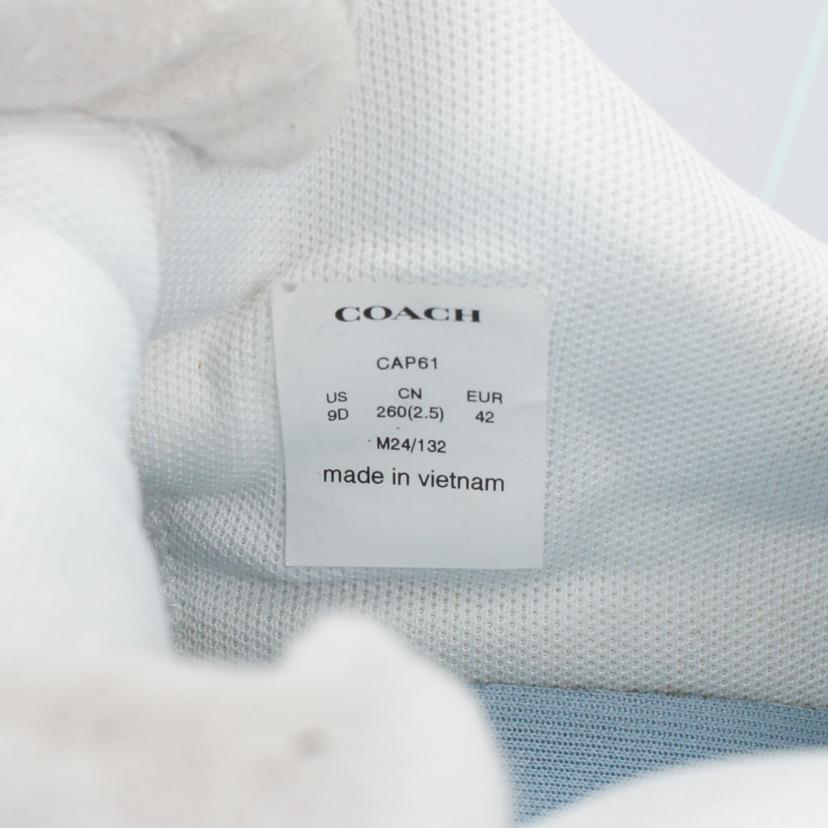 COACH
CAP61
US CN EUR
9D 260(2.5) 42
M24/132
made in vietnam